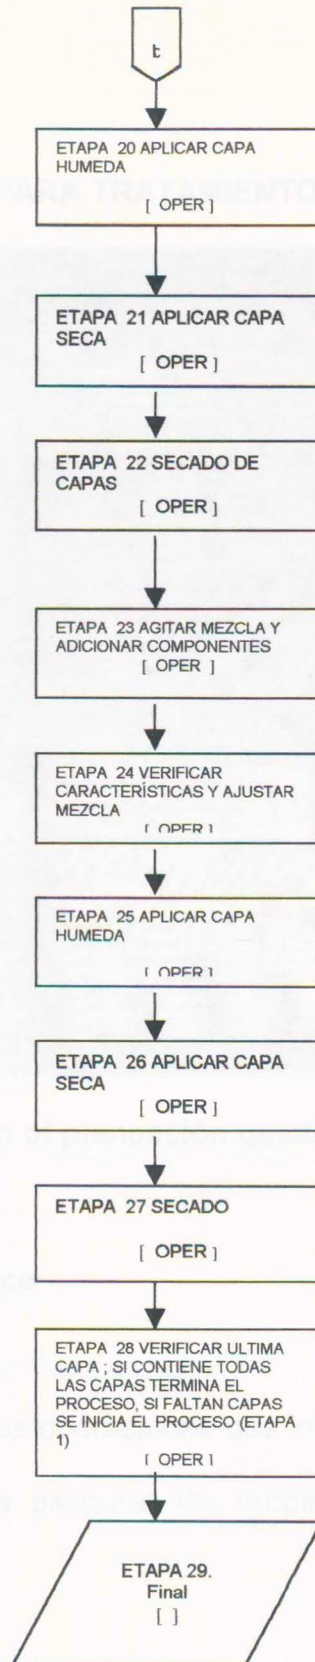 t
ETAPA 20 APLICAR CAPA
HUMEDA
[ OPER ]
ETAPA 21 APLICAR CAPA
SECA
[ OPER ]
ETAPA 22 SECADO DE
CAPAS
[ OPER ]
ETAPA 23 AGITAR MEZCLA Y
ADICIONAR COMPONENTES
[ OPER ]
ETAPA 24 VERIFICAR
CARACTERÍSTICAS Y AJUSTAR
MEZCLA
[ OPER ]
ETAPA 25 APLICAR CAPA
HUMEDA
[ OPER ]
ETAPA 26 APLICAR CAPA
SECA
[ OPER ]
ETAPA 27 SECADO
[ OPER ]
ETAPA 28 VERIFICAR ULTIMA
CAPA ; SI CONTIENE TODAS
LAS CAPAS TERMINA EL
PROCESO, SI FALTAN CAPAS
SE INICIA EL PROCESO (ETAPA
1)
[ OPER ]
ETAPA 29.
Final
[ ]